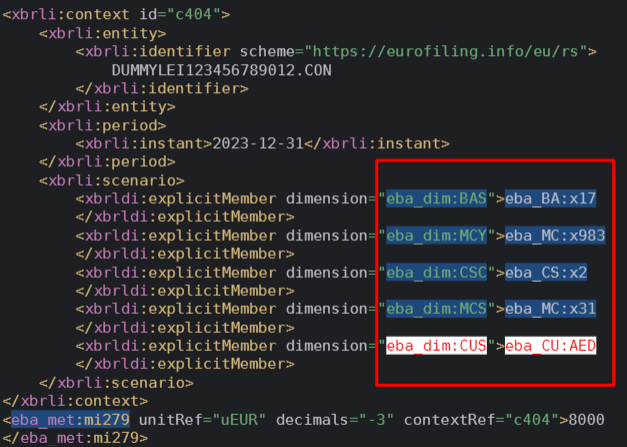 <xbrli:context id="c404">
    <xbrli:entity>
        <xbrli:identifier scheme="https://eurofiling.info/eu/rs">
            DUMMYLEI123456789012.CON
        </xbrli:identifier>
    </xbrli:entity>
    <xbrli:period>
        <xbrli:instant>2023-12-31</xbrli:instant>
    </xbrli:period>
    <xbrli:scenario>
        <xbrldi:explicitMember dimension="eba_dim:BAS">eba_BA:x17
        </xbrldi:explicitMember>
        <xbrldi:explicitMember dimension="eba_dim:MCY">eba_MC:x983
        </xbrldi:explicitMember>
        <xbrldi:explicitMember dimension="eba_dim:CSC">eba_CS:x2
        </xbrldi:explicitMember>
        <xbrldi:explicitMember dimension="eba_dim:MCS">eba_MC:x31
        </xbrldi:explicitMember>
        <xbrldi:explicitMember dimension="eba_dim:CUS">eba_CU:AED
        </xbrldi:explicitMember>
    </xbrli:scenario>
</xbrli:context>
<eba_met:mi279 unitRef="uEUR" decimals="-3" contextRef="c404">8000
</eba_met:mi279>